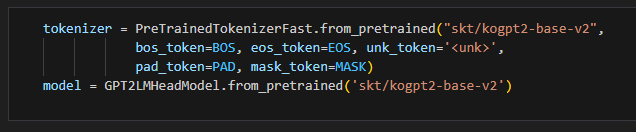 tokenizer = PreTrainedTokenizerFast.from_pretrained("skt/kogpt2-base-v2",
bos_token=BOS, eos_token=EOS, unk_token='<unk>',
pad_token=PAD, mask_token=MASK)
model = GPT2LMHeadModel.from_pretrained('skt/kogpt2-base-v2')